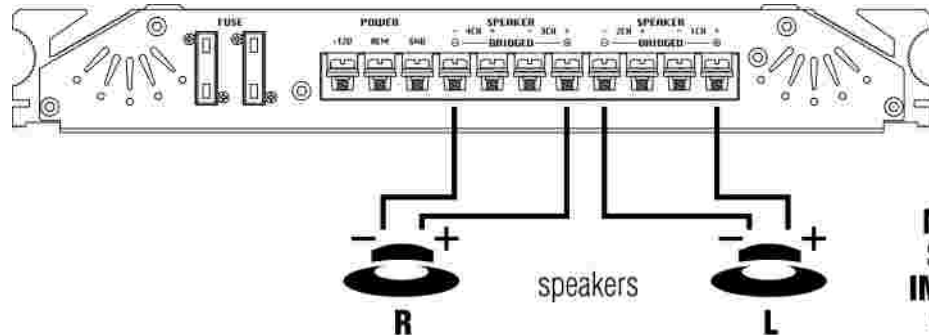 FUSE POWER SPEAKER SPEAKER
+12V REM GND - 4CH + - 3CH + - 2CH + - 1CH +
⊖ BRIDGED ⊕ ⊖ BRIDGED ⊕
− + − +
speakers
R L